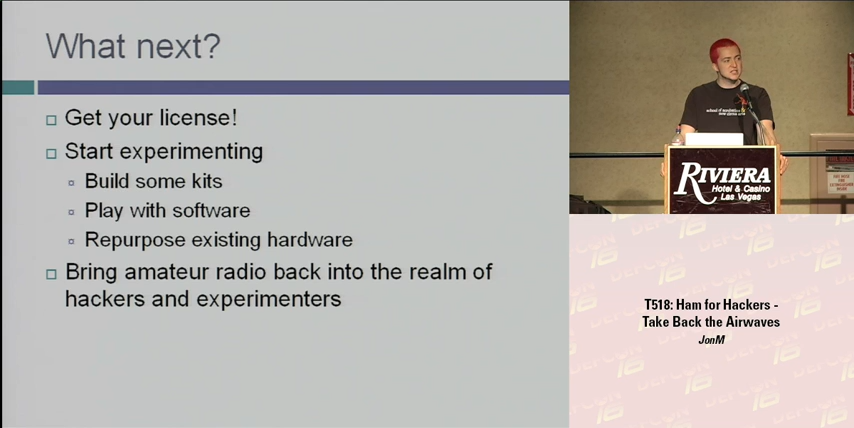 What next?
Get your license!
Start experimenting
Build some kits
Play with software
Repurpose existing hardware
Bring amateur radio back into the realm of
hackers and experimenters
RIVIERA
Hotel & Casino
Las Vegas
T518: Ham for Hackers -
Take Back the Airwaves
JonM
DEFCON
16